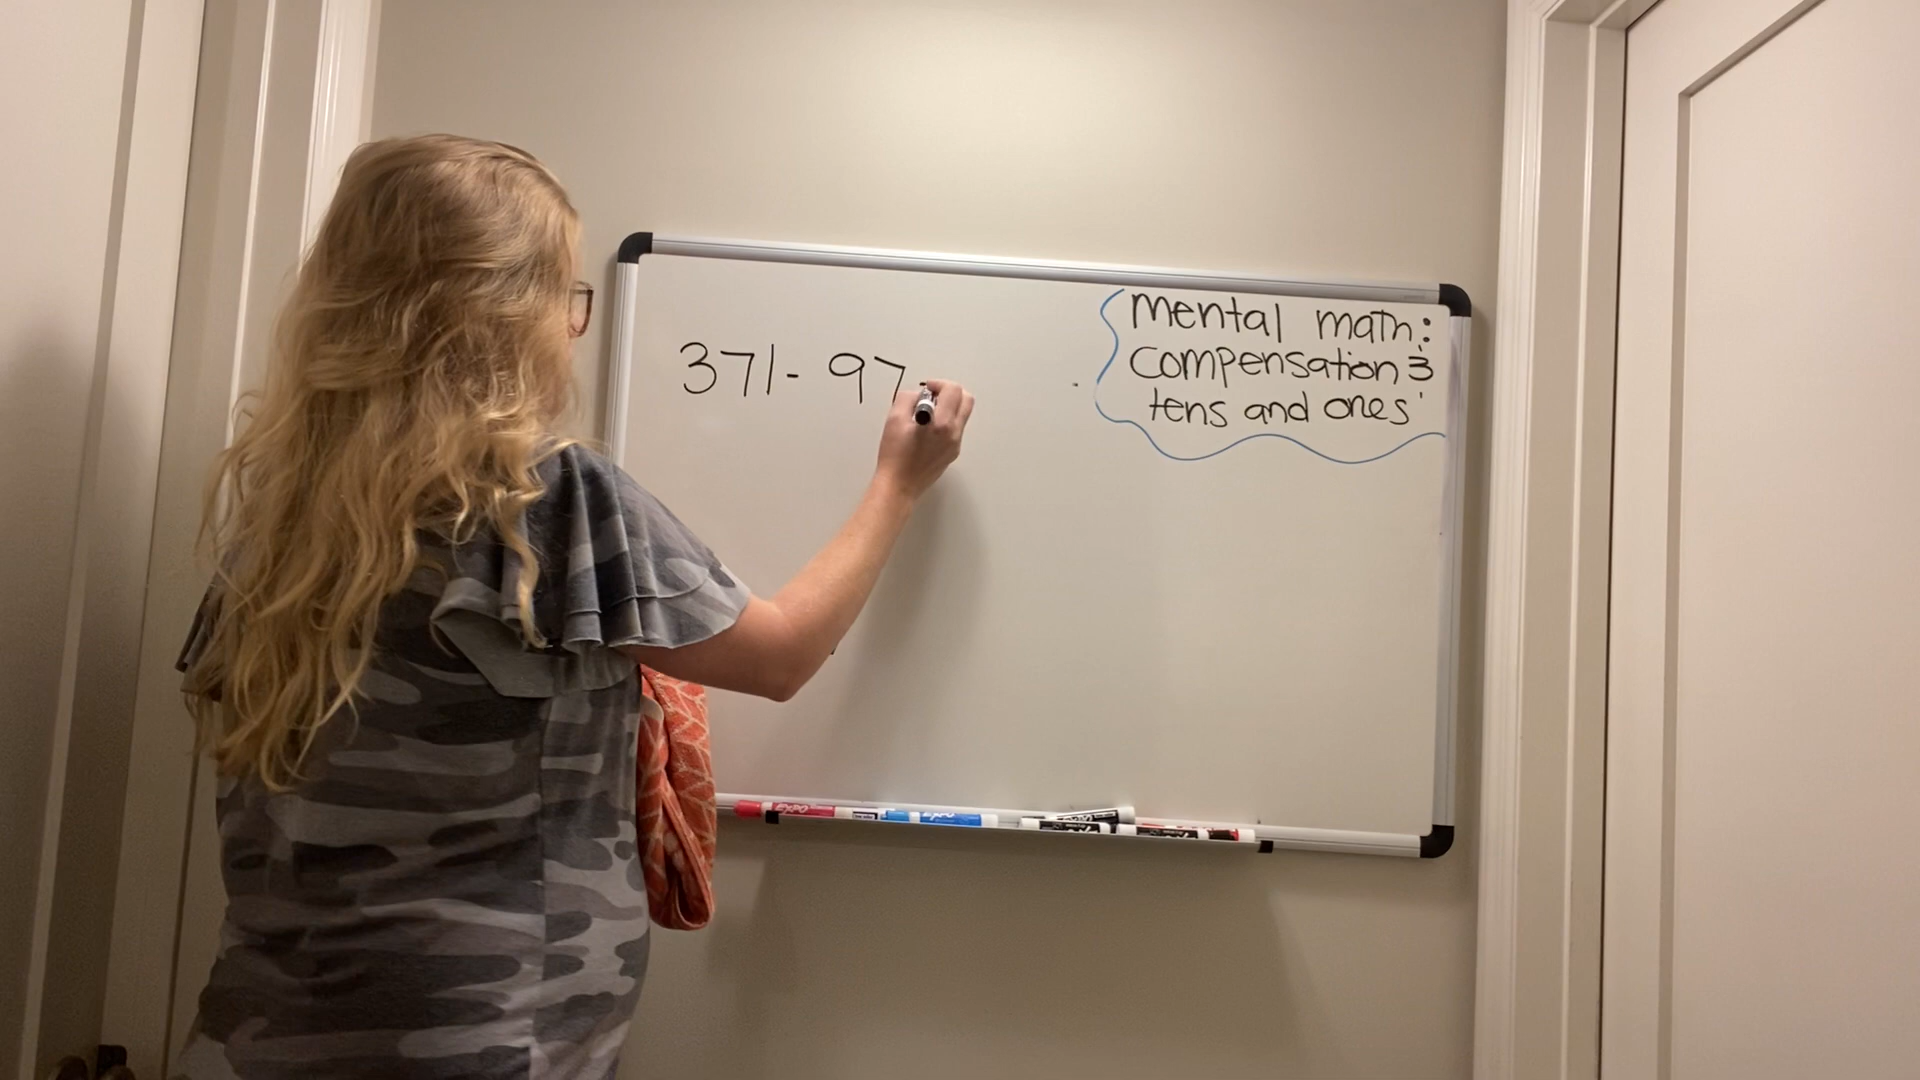 mental math:
371 - 97
compensation &
tens and ones
EXPO